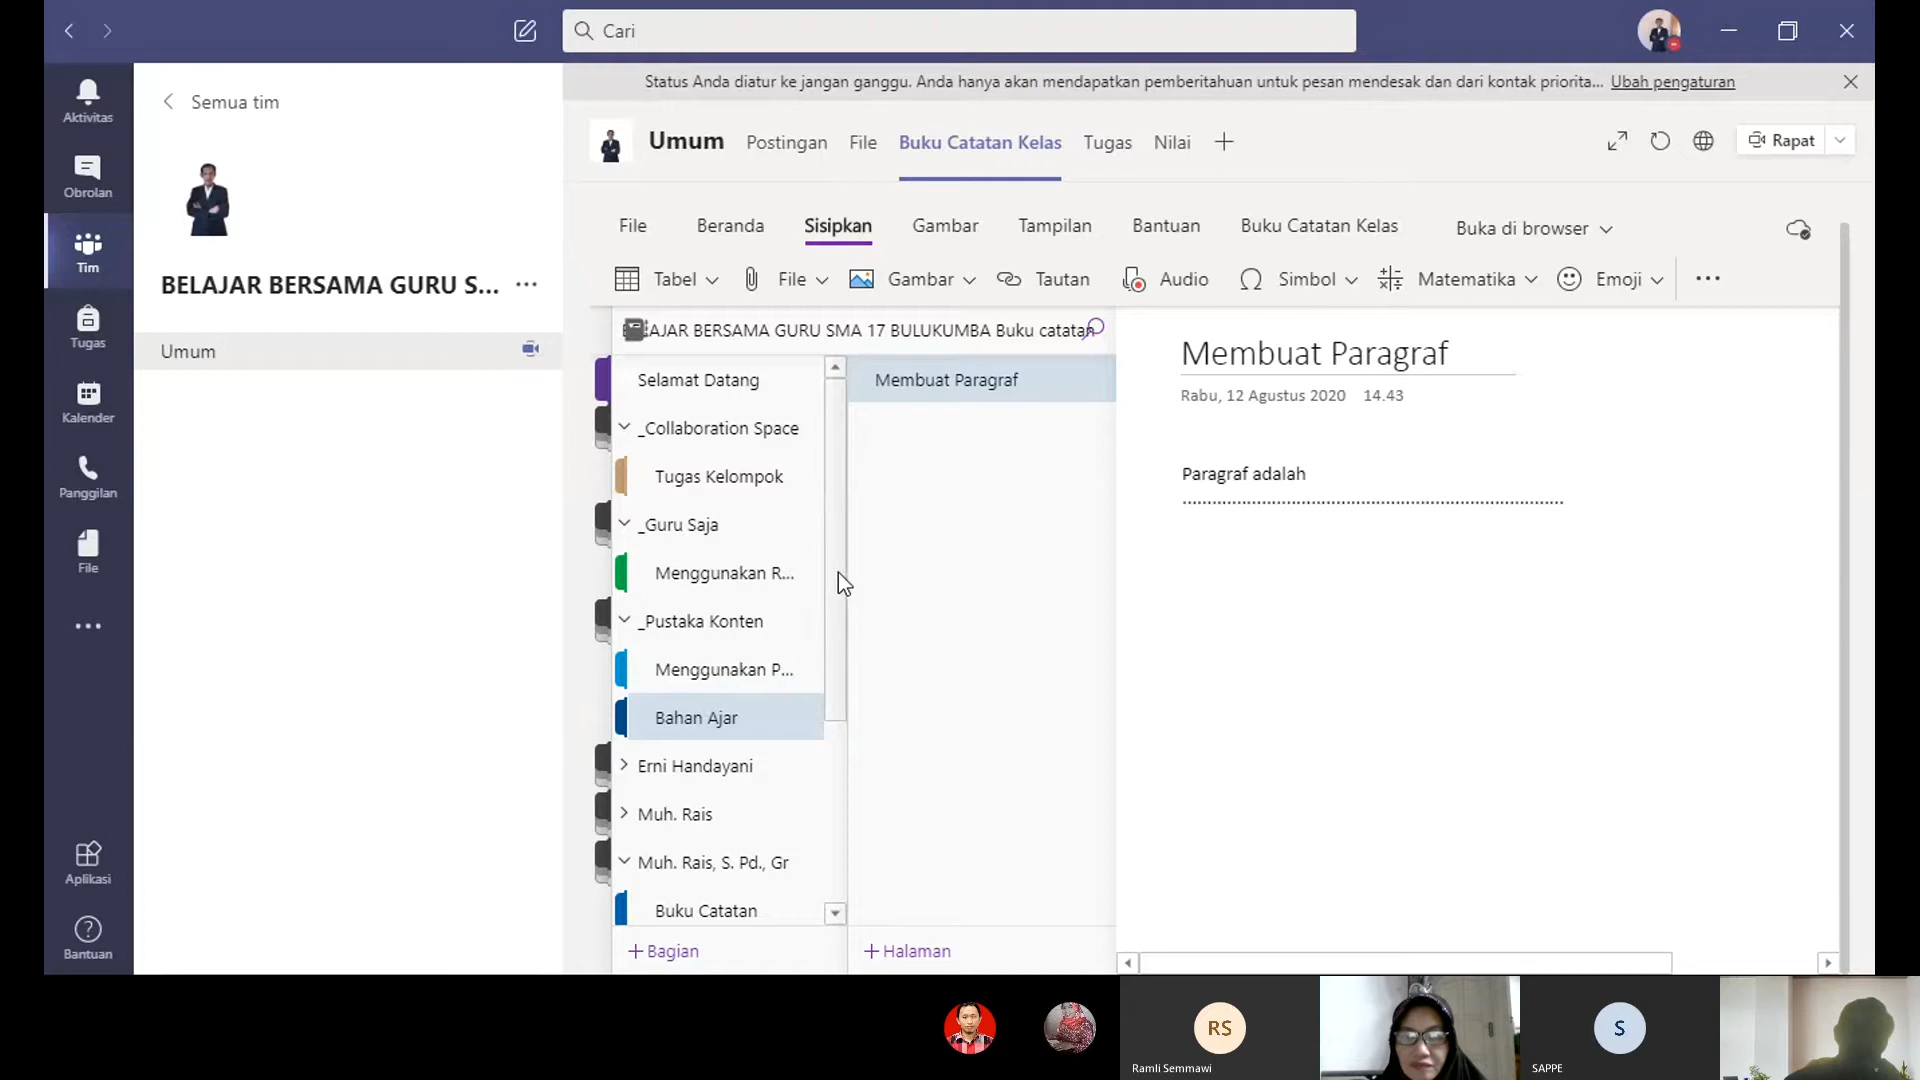 Cari
Status Anda diatur ke jangan ganggu. Anda hanya akan mendapatkan pemberitahuan untuk pesan mendesak dan dari kontak priorita... Ubah pengaturan
Aktivitas
Obrolan
Tim
Tugas
Kalender
Panggilan
File
Aplikasi
Bantuan
Semua tim
BELAJAR BERSAMA GURU S...
Umum
Umum Postingan File Buku Catatan Kelas Tugas Nilai
Rapat
File Beranda Sisipkan Gambar Tampilan Bantuan Buku Catatan Kelas Buka di browser
Tabel File Gambar Tautan Audio Simbol Matematika Emoji
AJAR BERSAMA GURU SMA 17 BULUKUMBA Buku catatan
Selamat Datang
_Collaboration Space
Tugas Kelompok
_Guru Saja
Menggunakan R...
_Pustaka Konten
Menggunakan P...
Bahan Ajar
Erni Handayani
Muh. Rais
Muh. Rais, S. Pd., Gr
Buku Catatan
+ Bagian
Membuat Paragraf
+ Halaman
Membuat Paragraf
Rabu, 12 Agustus 2020 14.43
Paragraf adalah
................................................................................
RS
Ramli Semmawi
S
SAPPE